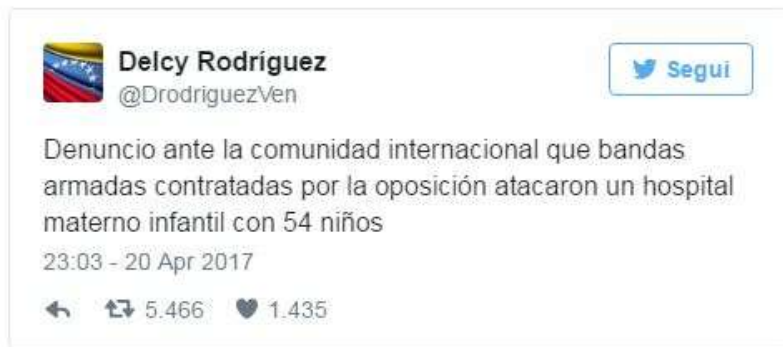 Delcy Rodríguez
@DrodriguezVen
Segui
Denuncio ante la comunidad internacional que bandas
armadas contratadas por la oposición atacaron un hospital
materno infantil con 54 niños
23:03 - 20 Apr 2017
5.466 1.435